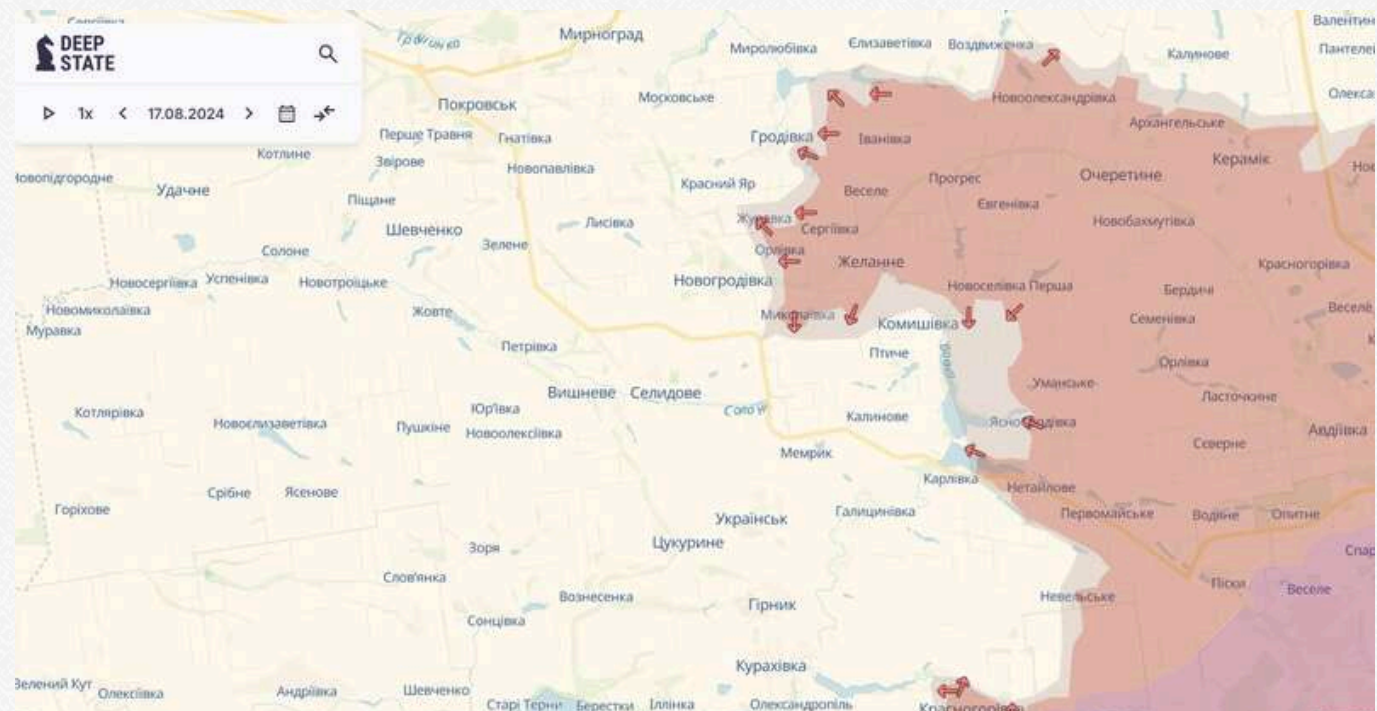 DEEP
STATE
1x
17.08.2024
Мирноград
Миролюбівка
Єлизаветівка
Воздвиженка
Калинове
Покровськ
Московське
Новоолександрівка
Архангельське
Перше Травня
Гнатівка
Гродівка
Іванівка
Котлине
Звірове
Новопавлівка
Керамік
Удачне
Красний Яр
Веселе
Прогрес
Очеретине
Піщане
Євгенівка
Шевченко
Лисівка
Журавка
Сергіївка
Новобахмутівка
Солоне
Зелене
Орлівка
Желанне
Красногорівка
Новосергіївка
Успенівка
Новотроїцьке
Новогродівка
Новоселівка Перша
Бердичі
Новомиколаївка
Жовте
Миколаївка
Комишівка
Семенівка
Веселе
Муравка
Петрівка
Птиче
Орлівка
Вишневе
Селидове
Уманське
Ласточкине
Котлярівка
Новоєлизаветівка
Пушкіне
Юр'ївка
Новоолексіївка
Калинове
Авдіївка
Сєверне
Мемрик
Карлівка
Нетайлове
Срібне
Ясенове
Горіхове
Українськ
Галицинівка
Первомайське
Водяне
Опитне
Зоря
Цукурине
Слов'янка
Вознесенка
Гірник
Невельське
Піски
Веселе
Сонцівка
Курахівка
Зелений Кут
Олексіївка
Андріївка
Шевченко
Старі Терни
Берестки
Іллінка
Олександропіль